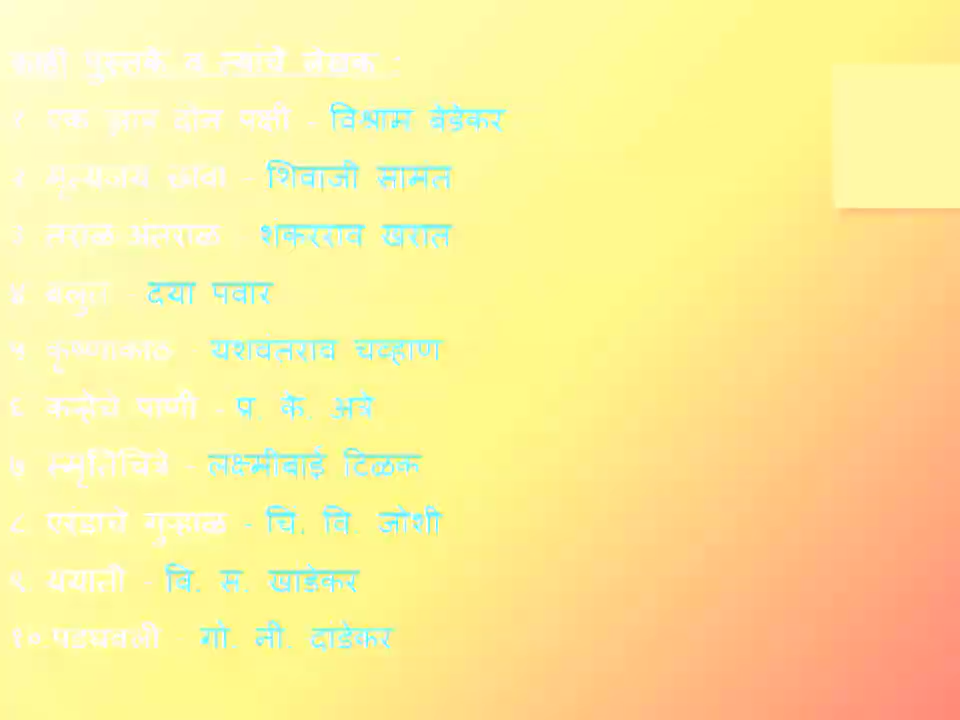 काही पुस्तके व त्यांचे लेखक :
१. एक झाड दोन पक्षी - विश्राम बेडेकर
२. मृत्युंजय छावा - शिवाजी सामंत
३. तराळ अंतराळ - शंकरराव खरात
४. बलुतं - दया पवार
५. कृष्णाकाठ - यशवंतराव चव्हाण
६. कऱ्हेचे पाणी - प्र. के. अत्रे
७. स्मृतिचित्रे - लक्ष्मीबाई टिळक
८. एरंडाचे गुऱ्हाळ - चि. वि. जोशी
९. ययाती - वि. स. खांडेकर
१०.पडघवली - गो. नी. दांडेकर